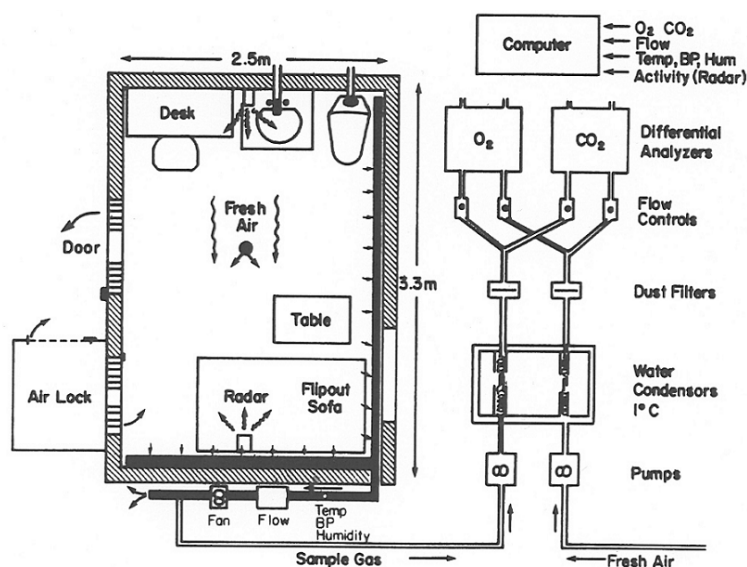 2.5m
Desk
Fresh
Air
Door
3.3m
Table
Air Lock
Radar
Flipout
Sofa
Fan
Flow
Temp
BP
Humidity
Sample Gas
Computer
O₂ CO₂
Flow
Temp, BP, Hum
Activity (Radar)
O₂
CO₂
Differential
Analyzers
Flow
Controls
Dust Filters
Water
Condensors
1°C
Pumps
Fresh Air